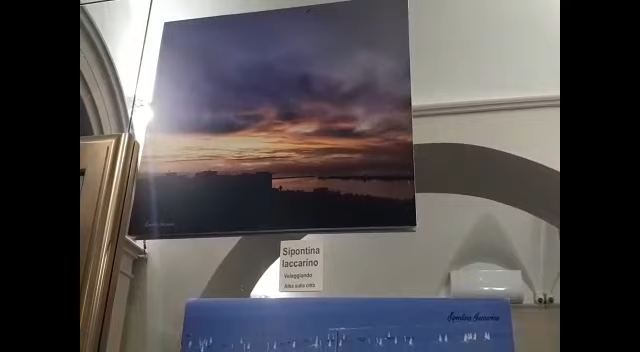 Sipontina
Iaccarino
Veleggiando
Alba sulla città
Sipontina Iaccarino